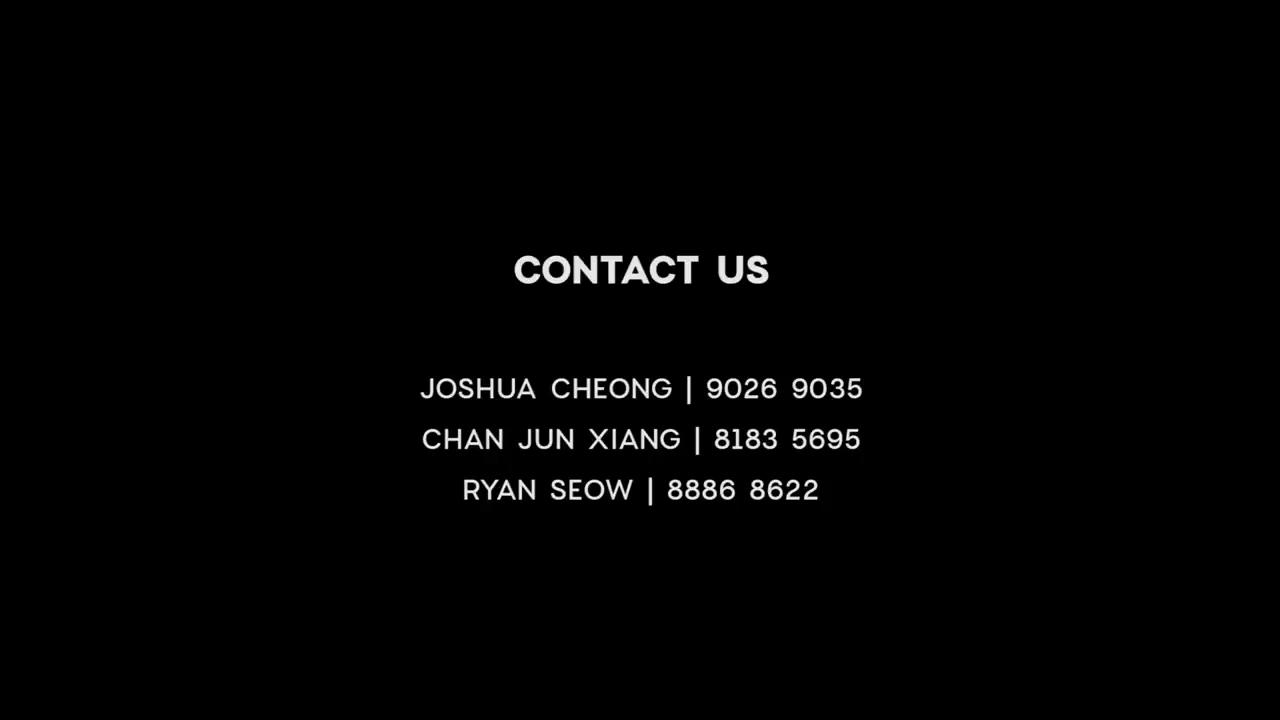 CONTACT US
JOSHUA CHEONG | 9026 9035
CHAN JUN XIANG | 8183 5695
RYAN SEOW | 8886 8622